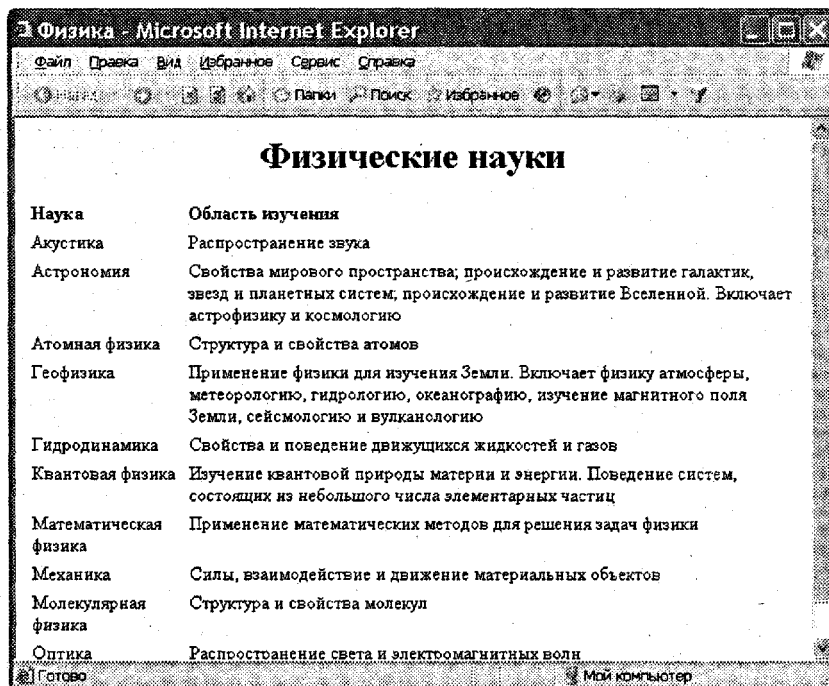 Физика - Microsoft Internet Explorer
Файл Правка Вид Избранное Сервис Справка
Папки Поиск Избранное
Физические науки
Наука Область изучения
Акустика Распространение звука
Астрономия Свойства мирового пространства; происхождение и развитие галактик,
звезд и планетных систем; происхождение и развитие Вселенной. Включает
астрофизику и космологию
Атомная физика Структура и свойства атомов
Геофизика Применение физики для изучения Земли. Включает физику атмосферы,
метеорологию, гидрологию, океанографию, изучение магнитного поля
Земли, сейсмологию и вулканологию
Гидродинамика Свойства и поведение движущихся жидкостей и газов
Квантовая физика Изучение квантовой природы материи и энергии. Поведение систем,
состоящих из небольшого числа элементарных частиц
Математическая Применение математических методов для решения задач физики
физика
Механика Силы, взаимодействие и движение материальных объектов
Молекулярная Структура и свойства молекул
физика
Оптика Распространение света и электромагнитных волн
Готово Мой компьютер